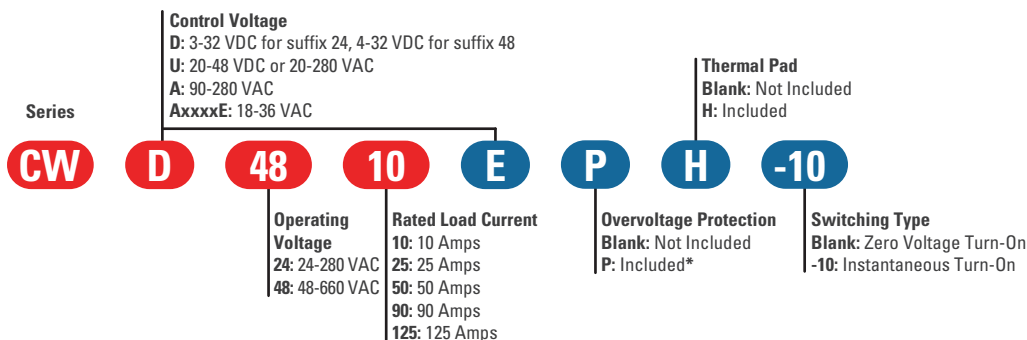 Control Voltage
D: 3-32 VDC for suffix 24, 4-32 VDC for suffix 48
U: 20-48 VDC or 20-280 VAC
A: 90-280 VAC
AxxxxE: 18-36 VAC
Thermal Pad
Blank: Not Included
H: Included
Series
CW D 48 10 E P H -10
Operating
Voltage
24: 24-280 VAC
48: 48-660 VAC
Rated Load Current
10: 10 Amps
25: 25 Amps
50: 50 Amps
90: 90 Amps
125: 125 Amps
Overvoltage Protection
Blank: Not Included
P: Included*
Switching Type
Blank: Zero Voltage Turn-On
-10: Instantaneous Turn-On